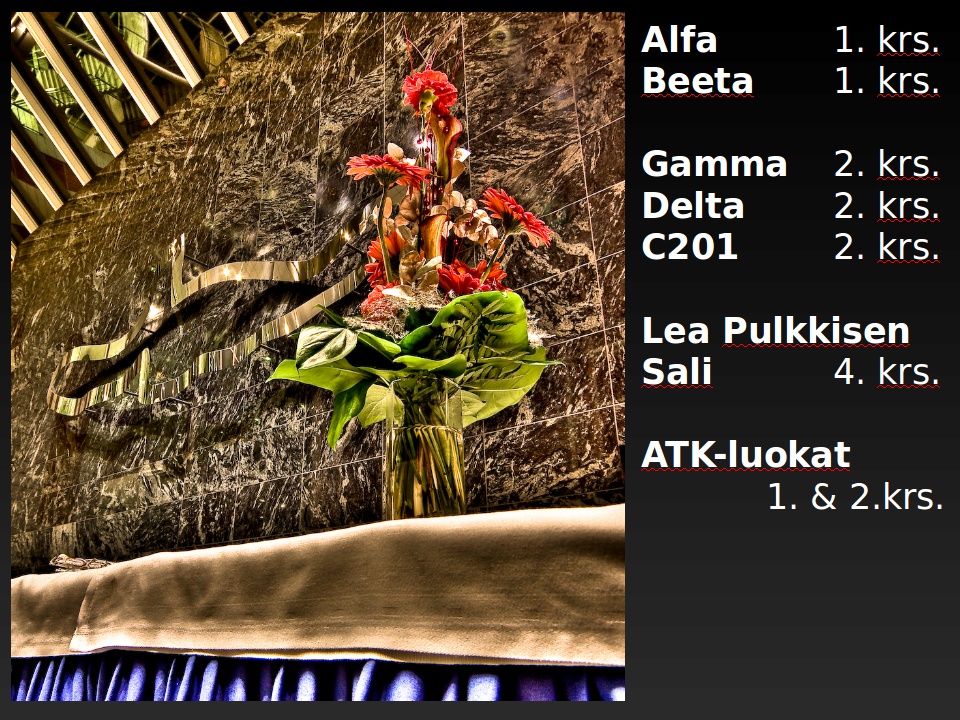 Alfa 1. krs.
Beeta 1. krs.
Gamma 2. krs.
Delta 2. krs.
C201 2. krs.
Lea Pulkkisen
Sali 4. krs.
ATK-luokat
1. & 2.krs.